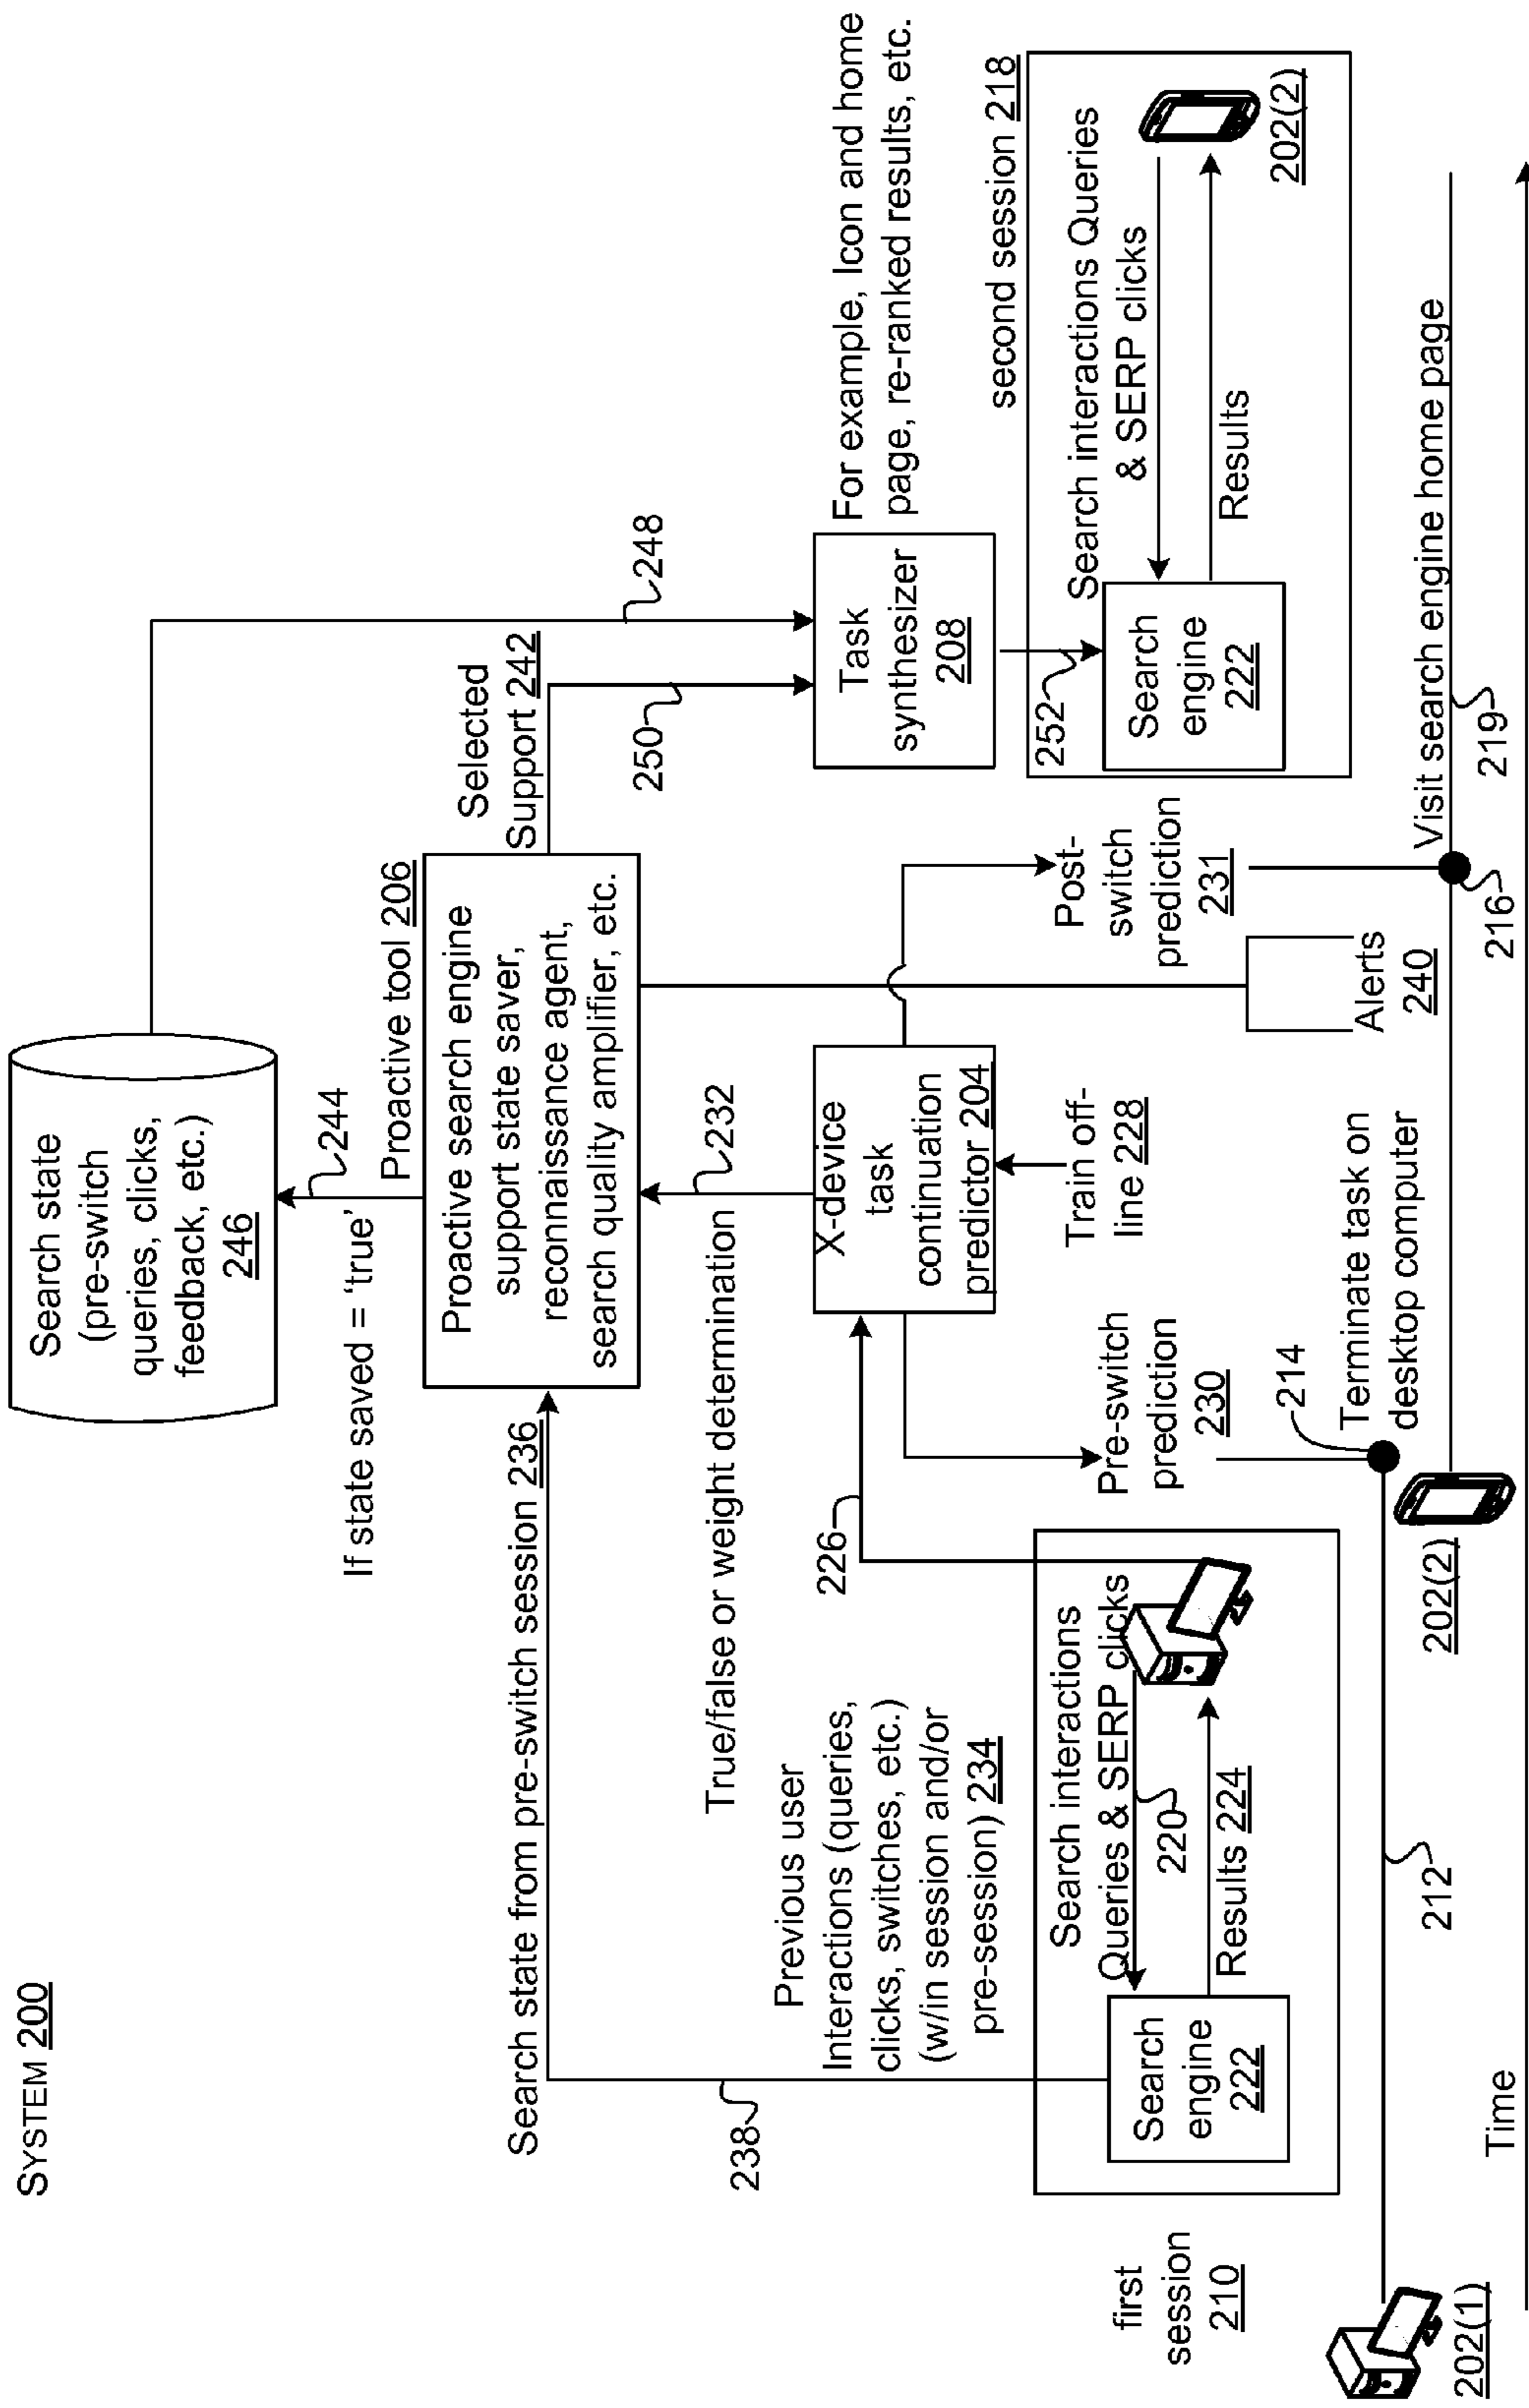 SYSTEM 200
Search state
(pre-switch
queries, clicks,
feedback, etc.)
246
If state saved = ‘true’
244
Proactive tool 206
Proactive search engine
support state saver,
reconnaissance agent,
search quality amplifier, etc.
Selected
Support 242
248
250
Search state from pre-switch session 236
238
True/false or weight determination
232
Previous user
Interactions (queries,
clicks, switches, etc.)
(w/in session and/or
pre-session) 234
226
X-device
task
continuation
predictor 204
Train off-
line 228
Task
synthesizer
208
For example, Icon and home
page, re-ranked results, etc.
252
first
session
210
Search interactions
Queries & SERP clicks
220
Results 224
Search
engine
222
Pre-switch
prediction
230
Post-
switch
prediction
231
Alerts
240
second session 218
Search interactions Queries
& SERP clicks
Results
Search
engine
222
202(2)
214
Terminate task on
desktop computer
Visit search engine home page
202(1)
212
202(2)
216
219
Time